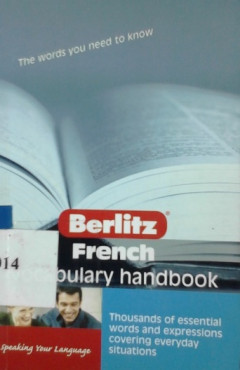 The words you need to know
Berlitz®
French
014
cabulary handbook
Thousands of essential
words and expressions
covering everyday
situations
Speaking Your Language